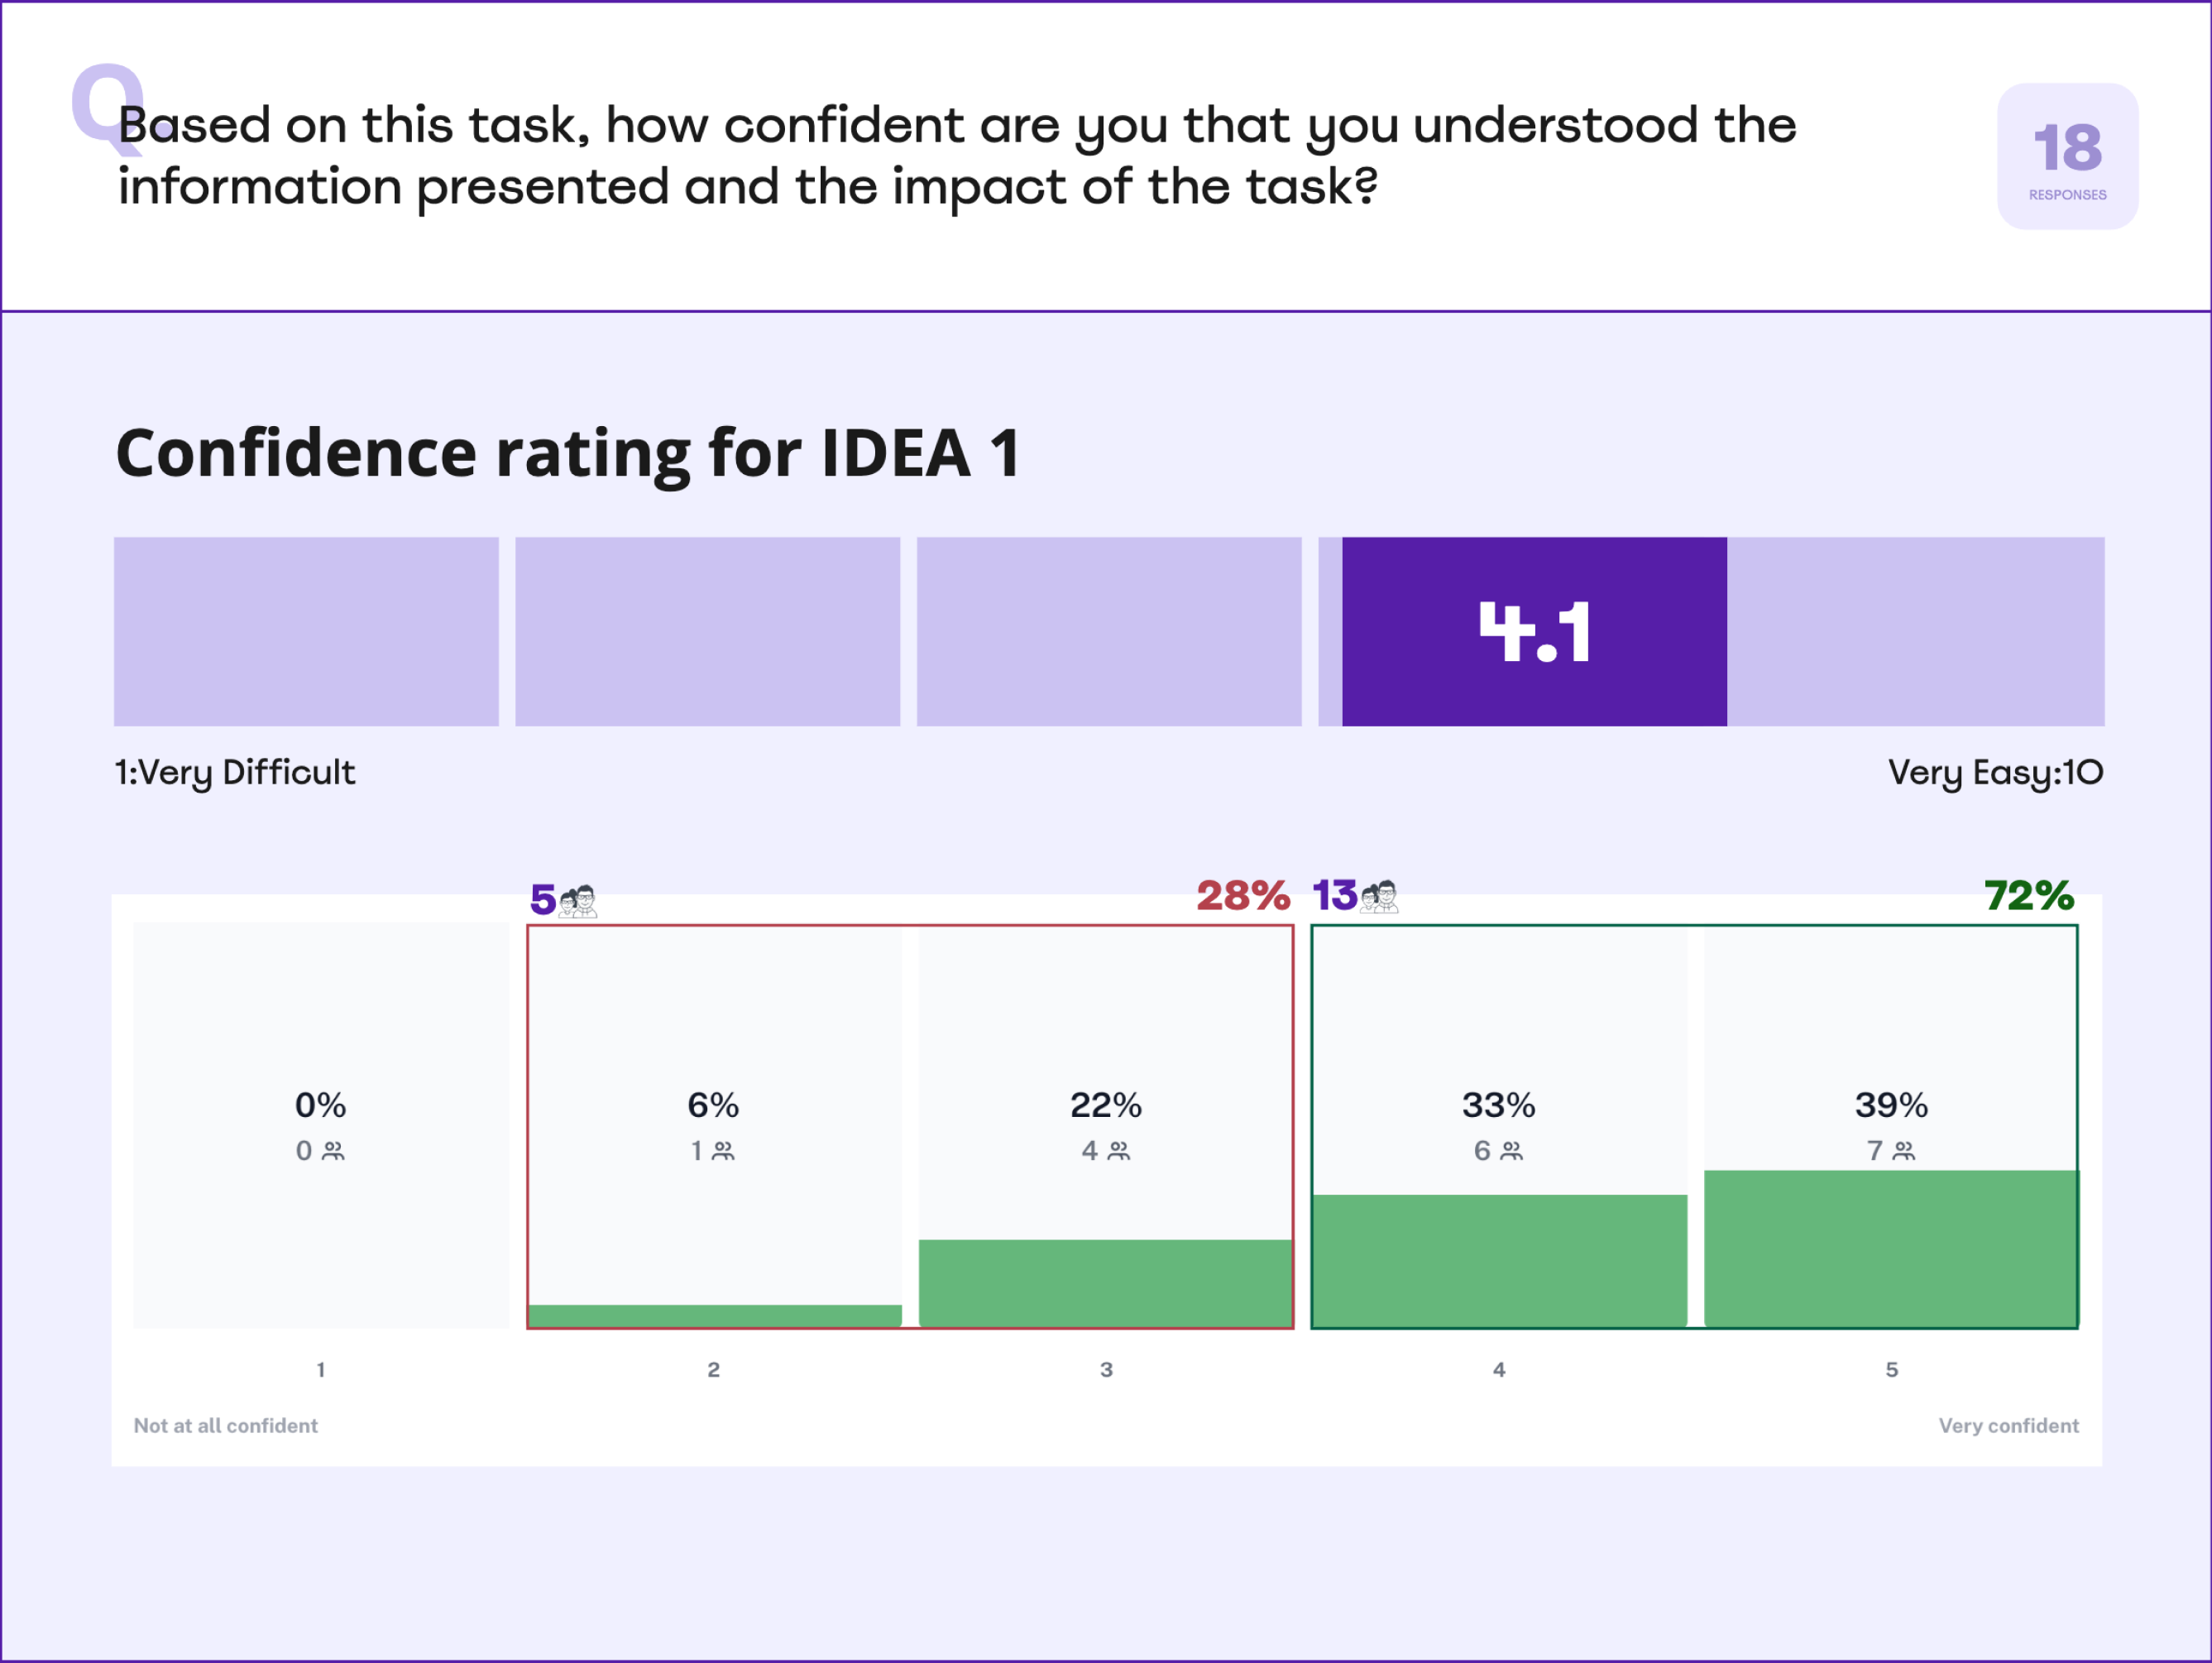 Q.
Based on this task, how confident are you that you understood the
information presented and the impact of the task?
18
RESPONSES
Confidence rating for IDEA 1
4.1
1:Very Difficult
Very Easy:10
5
28%
13
72%
0%
0
6%
1
22%
4
33%
6
39%
7
1
2
3
4
5
Not at all confident
Very confident